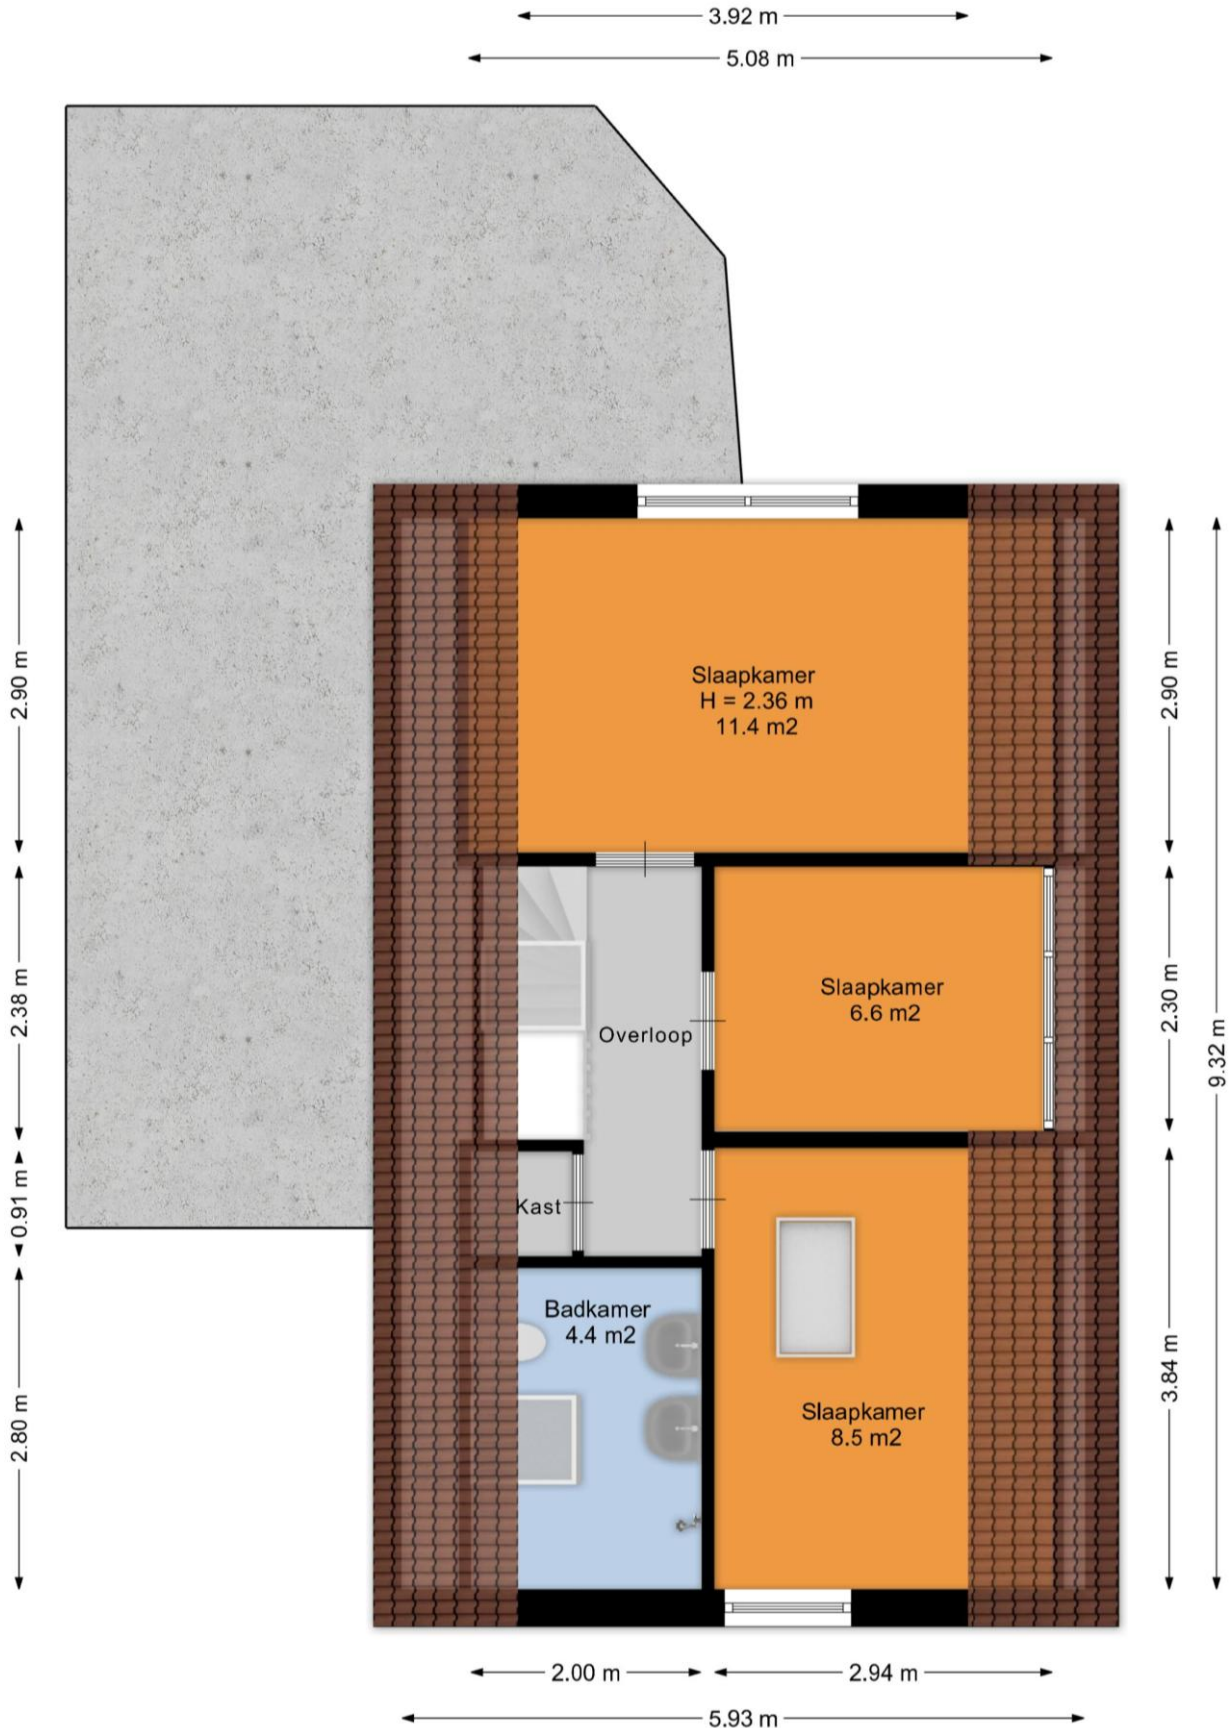 3.92 m
5.08 m
Slaapkamer
H = 2.36 m
11.4 m2
2.90 m
2.90 m
Slaapkamer
6.6 m2
2.38 m
2.30 m
Overloop
9.32 m
Kast
0.91 m
Badkamer
4.4 m2
3.84 m
Slaapkamer
8.5 m2
2.80 m
2.00 m
2.94 m
5.93 m